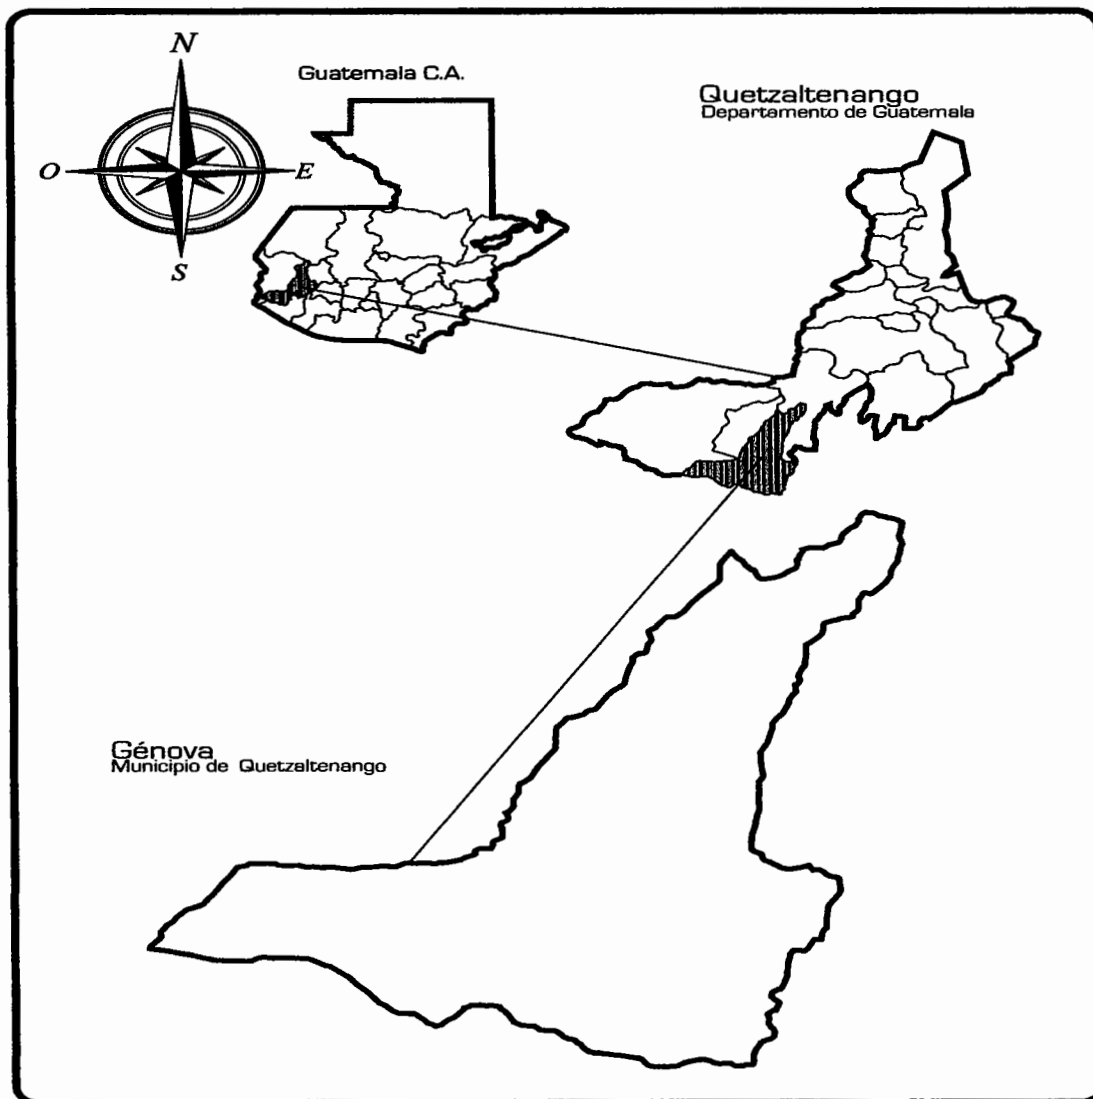 N
Guatemala C.A.
Quetzaltenango
Departamento de Guatemala
O
E
S
Génova
Municipio de Quetzaltenango